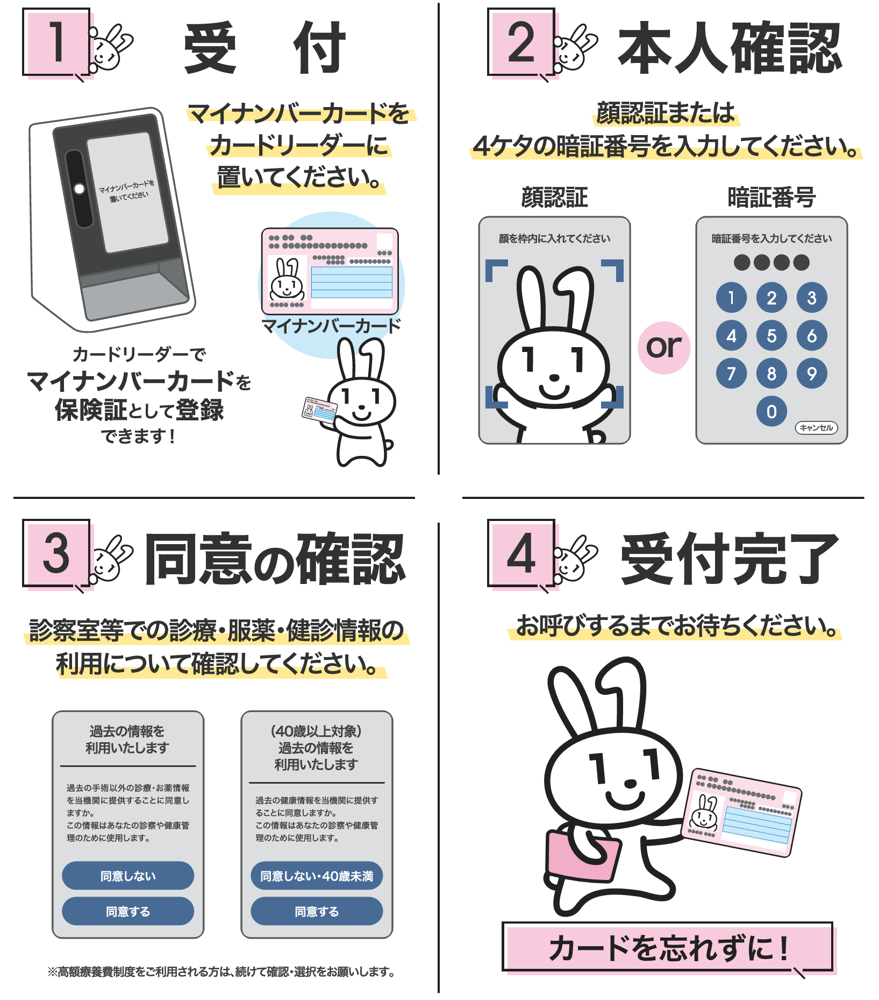 1
受 付
マイナンバーカードを
カードリーダーに
置いてください。
マイナンバーカードを
置いてください
マイナンバーカード
カードリーダーで
マイナンバーカードを
保険証として登録
できます！
2
本人確認
顔認証または
4ケタの暗証番号を入力してください。
顔認証
顔を枠内に入れてください
or
暗証番号
暗証番号を入力してください
1 2 3
4 5 6
7 8 9
0
キャンセル
3
同意の確認
診察室等での診療・服薬・健診情報の
利用について確認してください。
過去の情報を
利用いたします
過去の手術以外の診療・お薬情報
を当機関に提供することに同意し
ますか。
この情報はあなたの診察や健康管
理のために使用します。
同意しない
同意する
（40歳以上対象）
過去の情報を
利用いたします
過去の健康情報を当機関に提供す
ることに同意しますか。
この情報はあなたの診察や健康管
理のために使用します。
同意しない・40歳未満
同意する
※高額療養費制度をご利用される方は、続けて確認・選択をお願いします。
4
受付完了
お呼びするまでお待ちください。
カードを忘れずに！